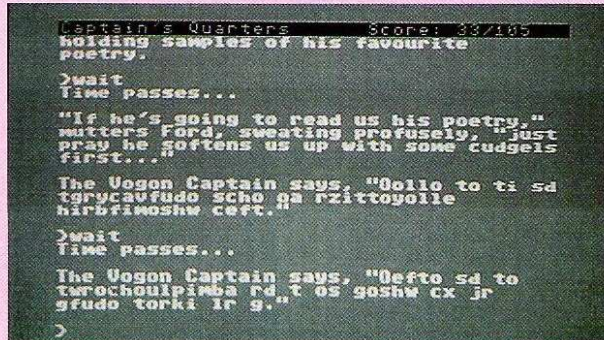 Captain's Quarters Score: 33/105
holding samples of his favourite
poetry.
>wait
Time passes...
"If he's going to read us his poetry,"
mutters Ford, sweating profusely, "just
pray he softens us up with some cudgels
first..."
The Vogon Captain says, "Oollo to ti sd
tgrycavfudo scho pa rzittoyolle
hirbfimoshw ceft."
>wait
Time passes...
The Vogon Captain says, "Oefto sd to
twrochoulpimba rd t os goshw cx jr
gfudo torki lr g."
>